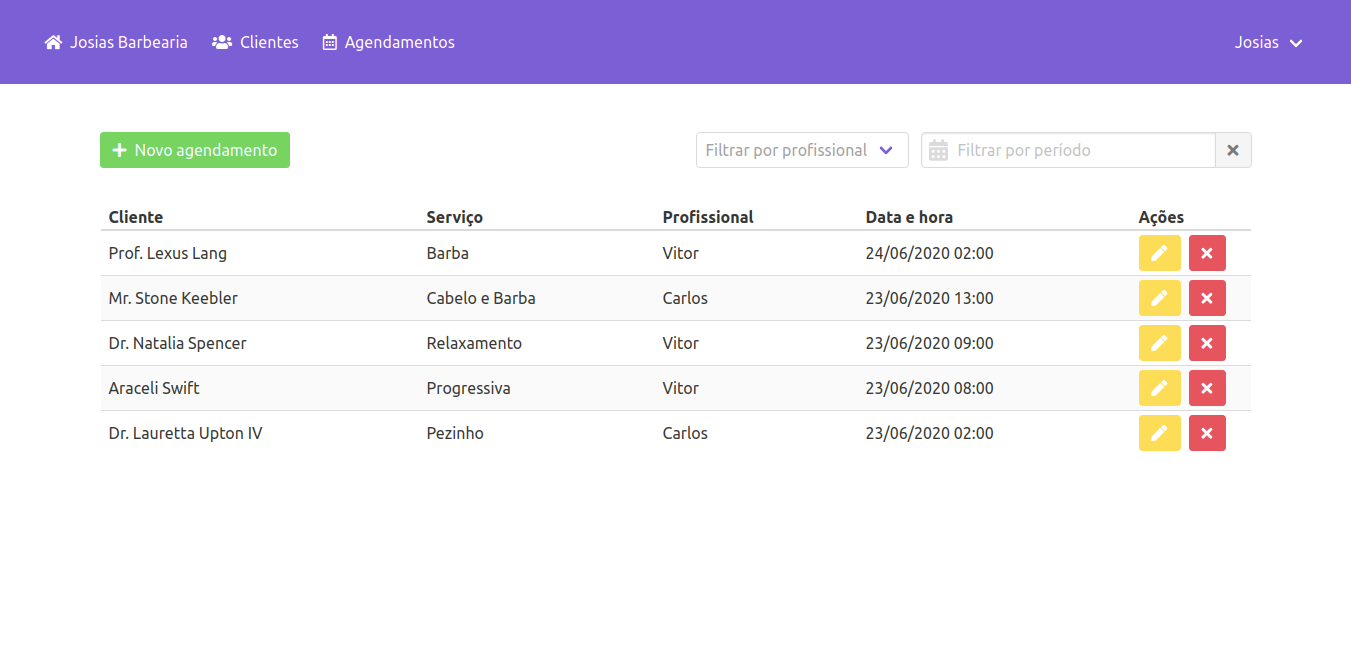 Josias Barbearia Clientes Agendamentos Josias
Novo agendamento Filtrar por profissional Filtrar por período
Cliente Serviço Profissional Data e hora Ações
Prof. Lexus Lang Barba Vitor 24/06/2020 02:00
Mr. Stone Keebler Cabelo e Barba Carlos 23/06/2020 13:00
Dr. Natalia Spencer Relaxamento Vitor 23/06/2020 09:00
Araceli Swift Progressiva Vitor 23/06/2020 08:00
Dr. Lauretta Upton IV Pezinho Carlos 23/06/2020 02:00